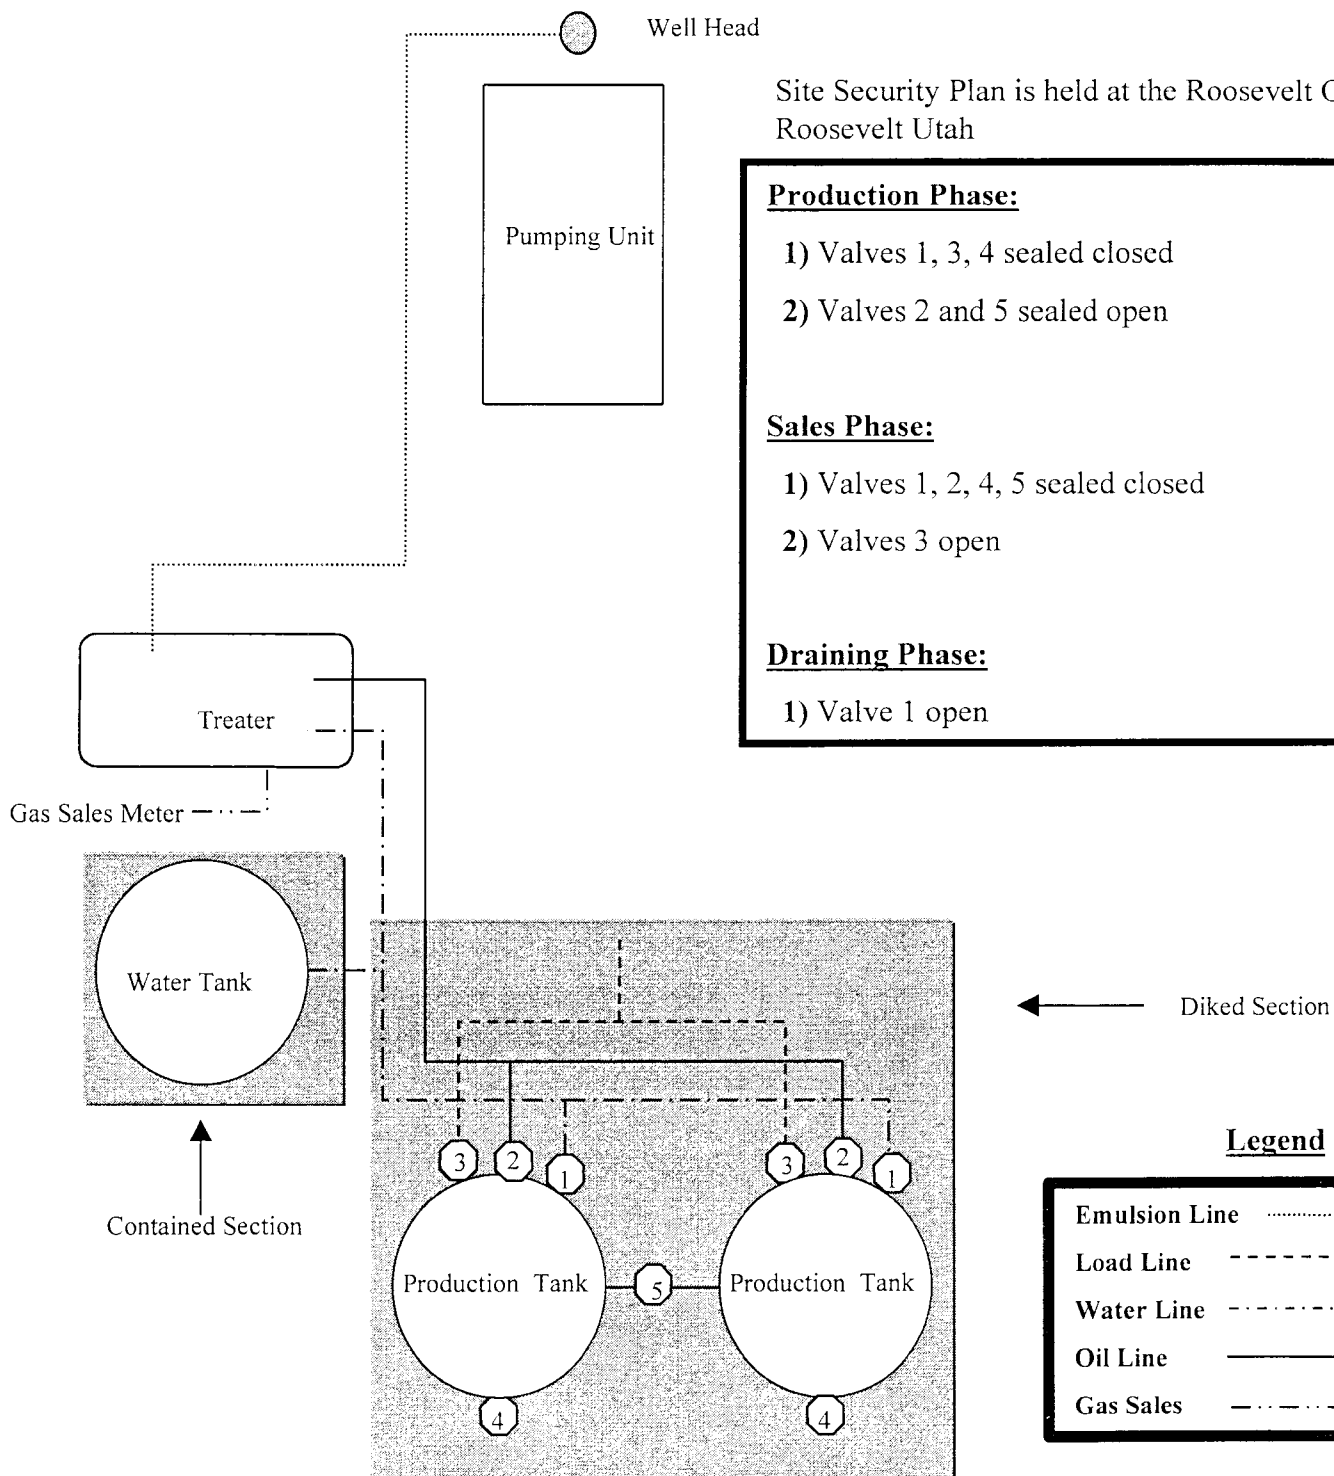 Well Head
Site Security Plan is held at the Roosevelt
Roosevelt Utah
Pumping Unit
Production Phase:
1) Valves 1, 3, 4 sealed closed
2) Valves 2 and 5 sealed open
Sales Phase:
1) Valves 1, 2, 4, 5 sealed closed
2) Valves 3 open
Draining Phase:
1) Valve 1 open
Treater
Gas Sales Meter
Water Tank
Diked Section
Contained Section
3 2 1 3 2 1
Production Tank 5 Production Tank
4 4
Legend
Emulsion Line
Load Line
Water Line
Oil Line
Gas Sales